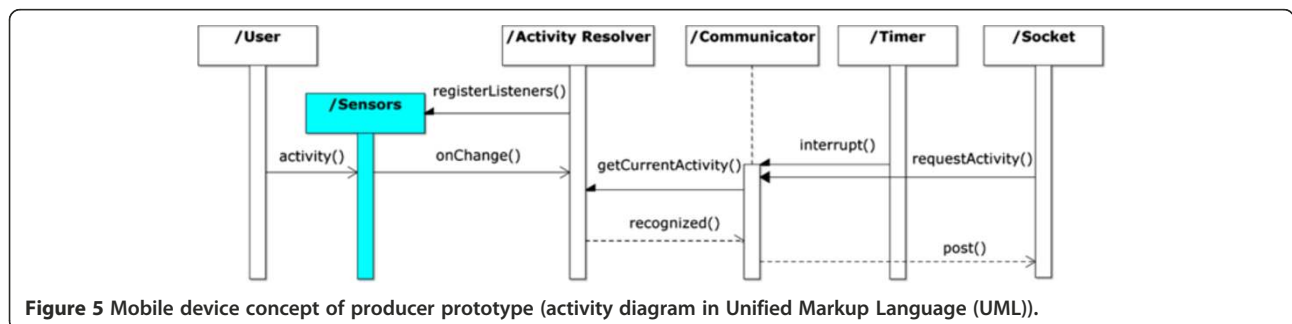 /User
/Activity Resolver
/Communicator
/Timer
/Socket
registerListeners()
/Sensors
interrupt()
activity()
onChange()
getCurrentActivity()
requestActivity()
recognized()
post()
Figure 5 Mobile device concept of producer prototype (activity diagram in Unified Markup Language (UML)).